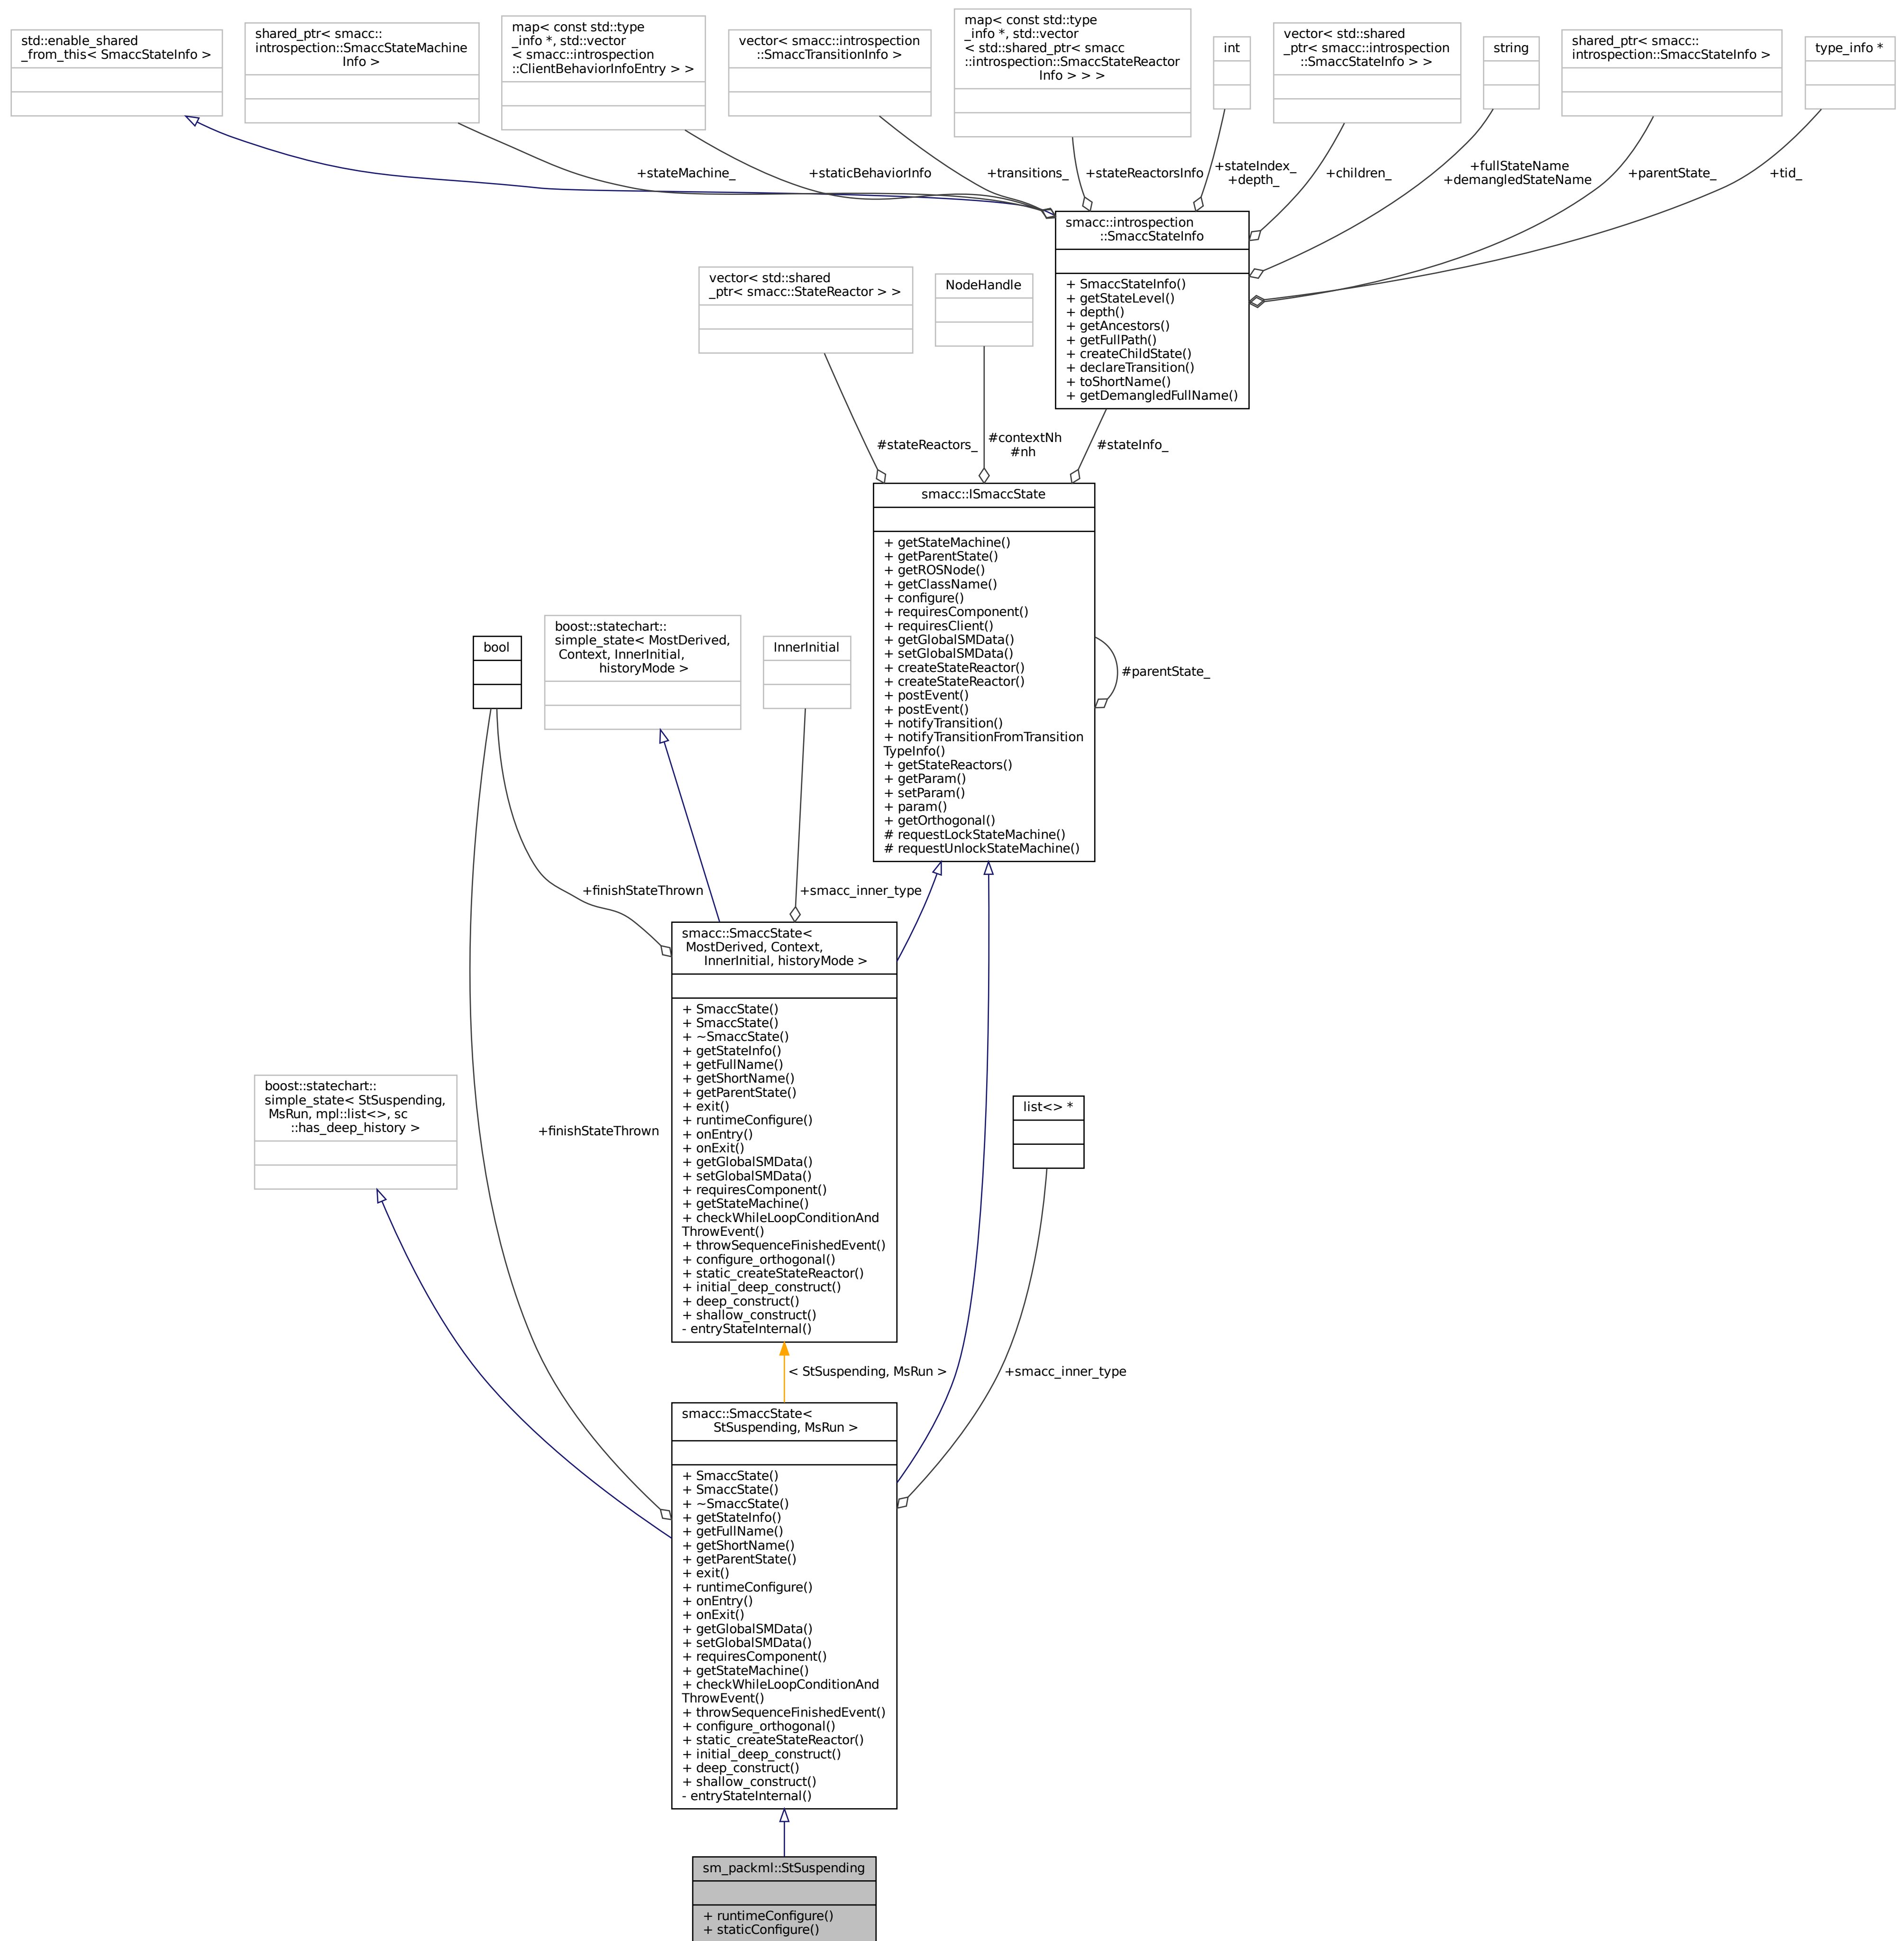 std::enable_shared
_from_this< SmaccStateInfo >
shared_ptr< smacc::
introspection::SmaccStateMachine
Info >
map< const std::type
_info *, std::vector
< smacc::introspection
::ClientBehaviorInfoEntry > >
vector< smacc::introspection
::SmaccTransitionInfo >
map< const std::type
_info *, std::vector
< std::shared_ptr< smacc
::introspection::SmaccStateReactor
Info > > >
int
vector< std::shared
_ptr< smacc::introspection
::SmaccStateInfo > >
string
shared_ptr< smacc::
introspection::SmaccStateInfo >
type_info *
+stateMachine_
+staticBehaviorInfo
+transitions_
+stateReactorsInfo
+stateIndex_
+depth_
+children_
+fullStateName
+demangledStateName
+parentState_
+tid_
smacc::introspection
::SmaccStateInfo
+ SmaccStateInfo()
+ getStateLevel()
+ depth()
+ getAncestors()
+ getFullPath()
+ createChildState()
+ declareTransition()
+ toShortName()
+ getDemangledFullName()
vector< std::shared
_ptr< smacc::StateReactor > >
NodeHandle
#stateReactors_
#contextNh
#nh
#stateInfo_
smacc::ISmaccState
+ getStateMachine()
+ getParentState()
+ getROSNode()
+ getClassName()
+ configure()
+ requiresComponent()
+ requiresClient()
+ getGlobalSMData()
+ setGlobalSMData()
+ createStateReactor()
+ createStateReactor()
+ postEvent()
+ postEvent()
+ notifyTransition()
+ notifyTransitionFromTransition
TypeInfo()
+ getStateReactors()
+ getParam()
+ setParam()
+ param()
+ getOrthogonal()
# requestLockStateMachine()
# requestUnlockStateMachine()
#parentState_
bool
boost::statechart::
simple_state< MostDerived,
Context, InnerInitial,
historyMode >
InnerInitial
+finishStateThrown
+smacc_inner_type
smacc::SmaccState<
MostDerived, Context,
InnerInitial, historyMode >
+ SmaccState()
+ SmaccState()
+ ~SmaccState()
+ getStateInfo()
+ getFullName()
+ getShortName()
+ getParentState()
+ exit()
+ runtimeConfigure()
+ onEntry()
+ onExit()
+ getGlobalSMData()
+ setGlobalSMData()
+ requiresComponent()
+ getStateMachine()
+ checkWhileLoopConditionAnd
ThrowEvent()
+ throwSequenceFinishedEvent()
+ configure_orthogonal()
+ static_createStateReactor()
+ initial_deep_construct()
+ deep_construct()
+ shallow_construct()
- entryStateInternal()
boost::statechart::
simple_state< StSuspending,
MsRun, mpl::list<>, sc
::has_deep_history >
+finishStateThrown
list<> *
< StSuspending, MsRun >
+smacc_inner_type
smacc::SmaccState<
StSuspending, MsRun >
+ SmaccState()
+ SmaccState()
+ ~SmaccState()
+ getStateInfo()
+ getFullName()
+ getShortName()
+ getParentState()
+ exit()
+ runtimeConfigure()
+ onEntry()
+ onExit()
+ getGlobalSMData()
+ setGlobalSMData()
+ requiresComponent()
+ getStateMachine()
+ checkWhileLoopConditionAnd
ThrowEvent()
+ throwSequenceFinishedEvent()
+ configure_orthogonal()
+ static_createStateReactor()
+ initial_deep_construct()
+ deep_construct()
+ shallow_construct()
- entryStateInternal()
sm_packml::StSuspending
+ runtimeConfigure()
+ staticConfigure()